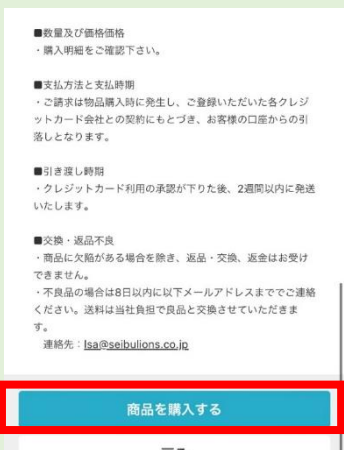 ■数量及び価格価格
・購入明細をご確認下さい。
■支払方法と支払時期
・ご請求は物品購入時に発生し、ご登録いただいた各クレジ
ットカード会社との契約にもとづき、お客様の口座からの引
落しとなります。
■引き渡し時期
・クレジットカード利用の承認が下りた後、2週間以内に発送
いたします。
■交換・返品不良
・商品に欠陥がある場合を除き、返品・交換、返金はお受け
できません。
・不良品の場合は8日以内に以下メールアドレスまででご連絡
ください。送料は当社負担で良品と交換させていただきま
す。
連絡先:lsa@seibulions.co.jp
商品を購入する